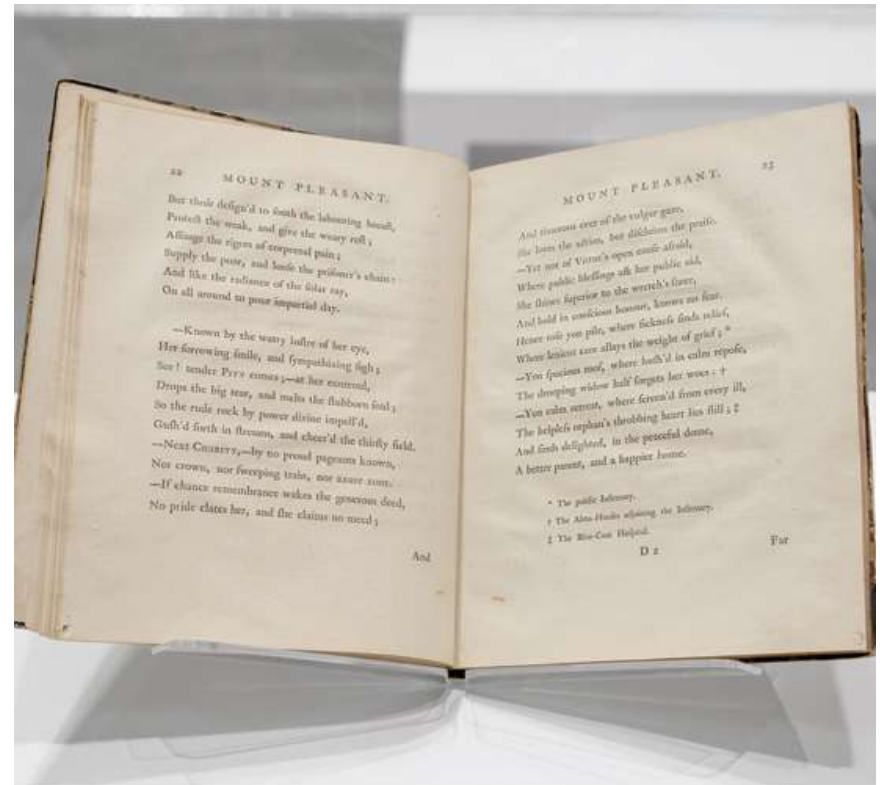 22
MOUNT PLEASANT.
But thoſe deſign'd to ſooth the labouring breaſt,
Protect the weak, and give the weary reſt;
Aſſuage the rigors of corporeal pain;
Supply the poor, and looſe the priſoner's chain:
And like the radiance of the ſolar ray,
On all around to pour impartial day.
—Known by the watry luſtre of her eye,
Her ſorrowing ſmile, and ſympathizing ſigh;
See! tender PITY comes;—at her controul,
Drops the big tear, and melts the ſtubborn ſoul;
So the rude rock by power divine impell'd,
Guſh'd forth in ſtreams, and cheer'd the thirſty field.
—Next CHARITY,—by no proud pageants known,
Nor crown, nor ſweeping train, nor azure zone.
—If chance remembrance wakes the generous deed,
No pride elates her, and ſhe claims no meed;
And
MOUNT PLEASANT.
23
And timorous ever of the vulgar gaze,
She loves the action, but diſclaims the praiſe.
—Yet not of Virtue's open cauſe afraid,
Where public bleſſings aſk her public aid,
She ſhines ſuperior to the wretch's ſneer,
And bold in conſcious honour, knows no fear.
Hence roſe yon pile, where ſickneſs finds relief,
Where lenient care allays the weight of grief; *
—Yon ſpacious roof, where huſh'd in calm repoſe,
The drooping widow half forgets her woes: †
—Yon calm retreat, where ſcreen'd from every ill,
The helpleſs orphan's throbbing heart lies ſtill; ‡
And finds delighted, in the peaceful dome,
A better parent, and a happier home.
* The public Infirmary.
† The Alms-Houſes adjoining the Infirmary.
‡ The Blue-Coat Hoſpital.
D 2
Far